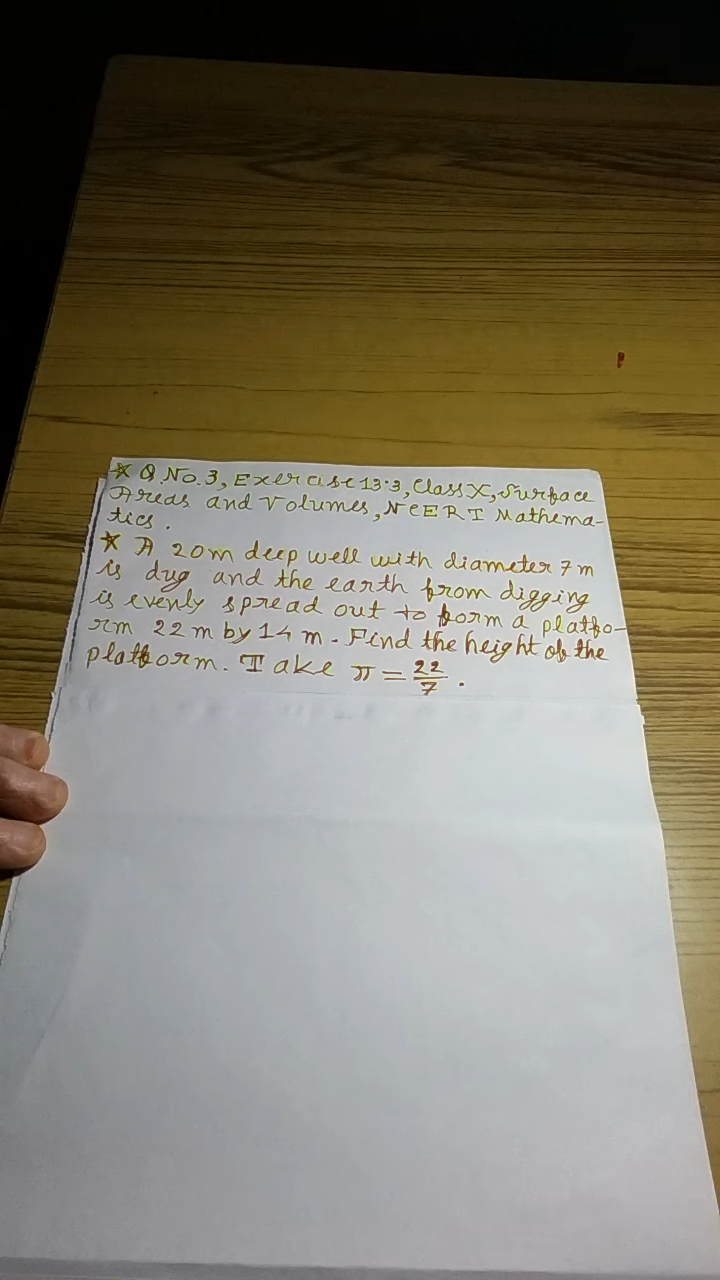 * Q No. 3, Exercise 13.3, Class X, Surface
Areas and Volumes, NCERT Mathema-
tics.
* A 20m deep well with diameter 7m
is dug and the earth from digging
is evenly spread out to form a platfo-
rm 22m by 14m. Find the height of the
platform. Take π = 22/7.